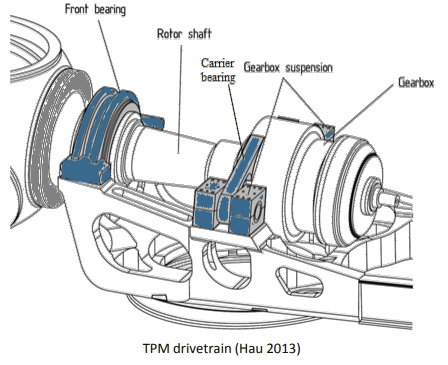 Front bearing
Rotor shaft
Carrier
bearing
Gearbox suspension
Gearbox
TPM drivetrain (Hau 2013)